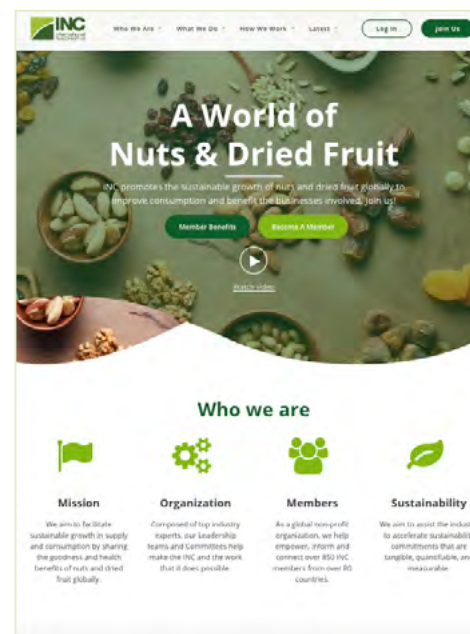 INC
Who We Are
What We Do
How We Work
Latest
Log In
Join Us
A World of
Nuts & Dried Fruit
INC promotes the sustainable growth of nuts and dried fruit globally to
improve consumption and benefit the businesses involved. Join us!
Member Benefits
Become A Member
Watch Video
Who we are
Mission
We aim to facilitate
sustainable growth in supply
and consumption by sharing
the goodness and health
benefits of nuts and dried
fruit globally.
Organization
Composed of top industry
experts, our Leadership
teams and Committees help
make the INC and the work
that it does possible.
Members
As a global non-profit
organization, we help
empower, inform and
connect over 850 INC
members from over 80
countries.
Sustainability
We aim to assist the
to accelerate
commitments that are
tangible, quantifiable,
measurable